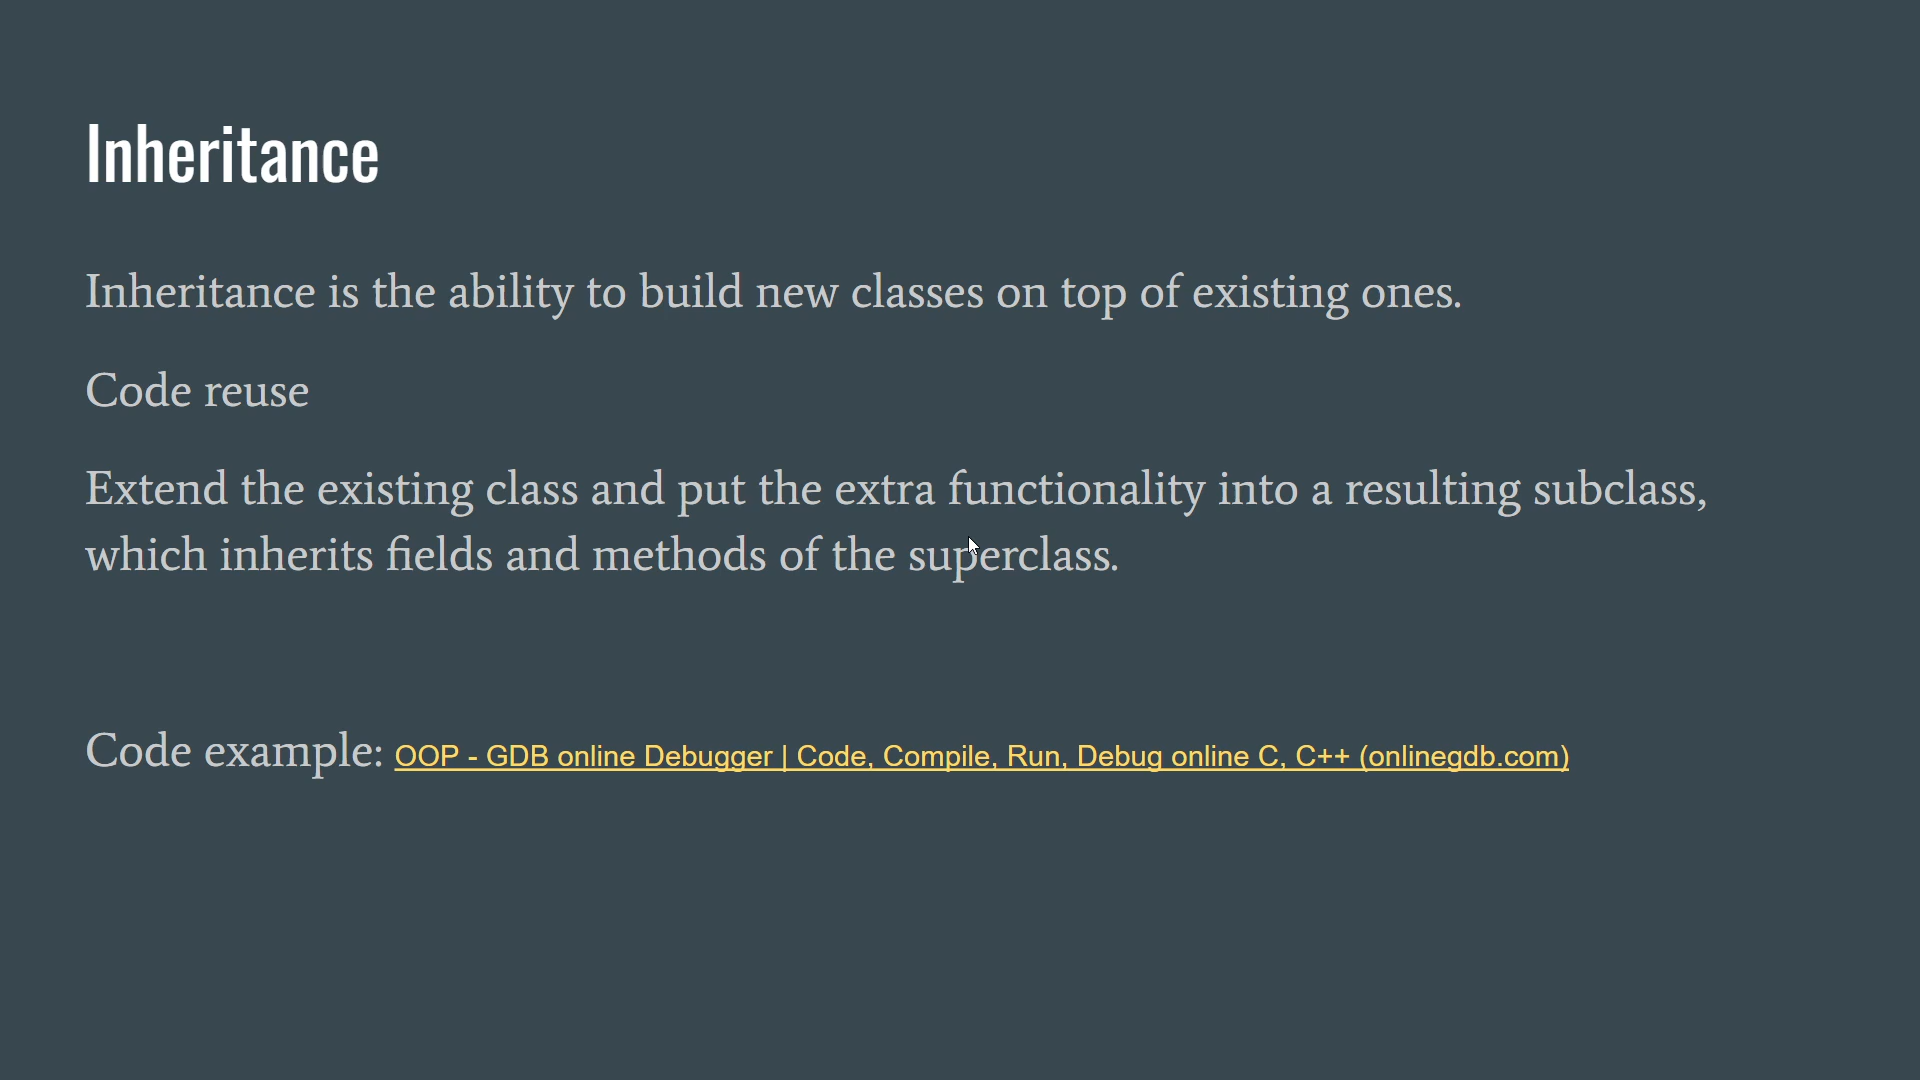 Inheritance
Inheritance is the ability to build new classes on top of existing ones.
Code reuse
Extend the existing class and put the extra functionality into a resulting subclass,
which inherits fields and methods of the superclass.
Code example: OOP - GDB online Debugger | Code, Compile, Run, Debug online C, C++ (onlinegdb.com)